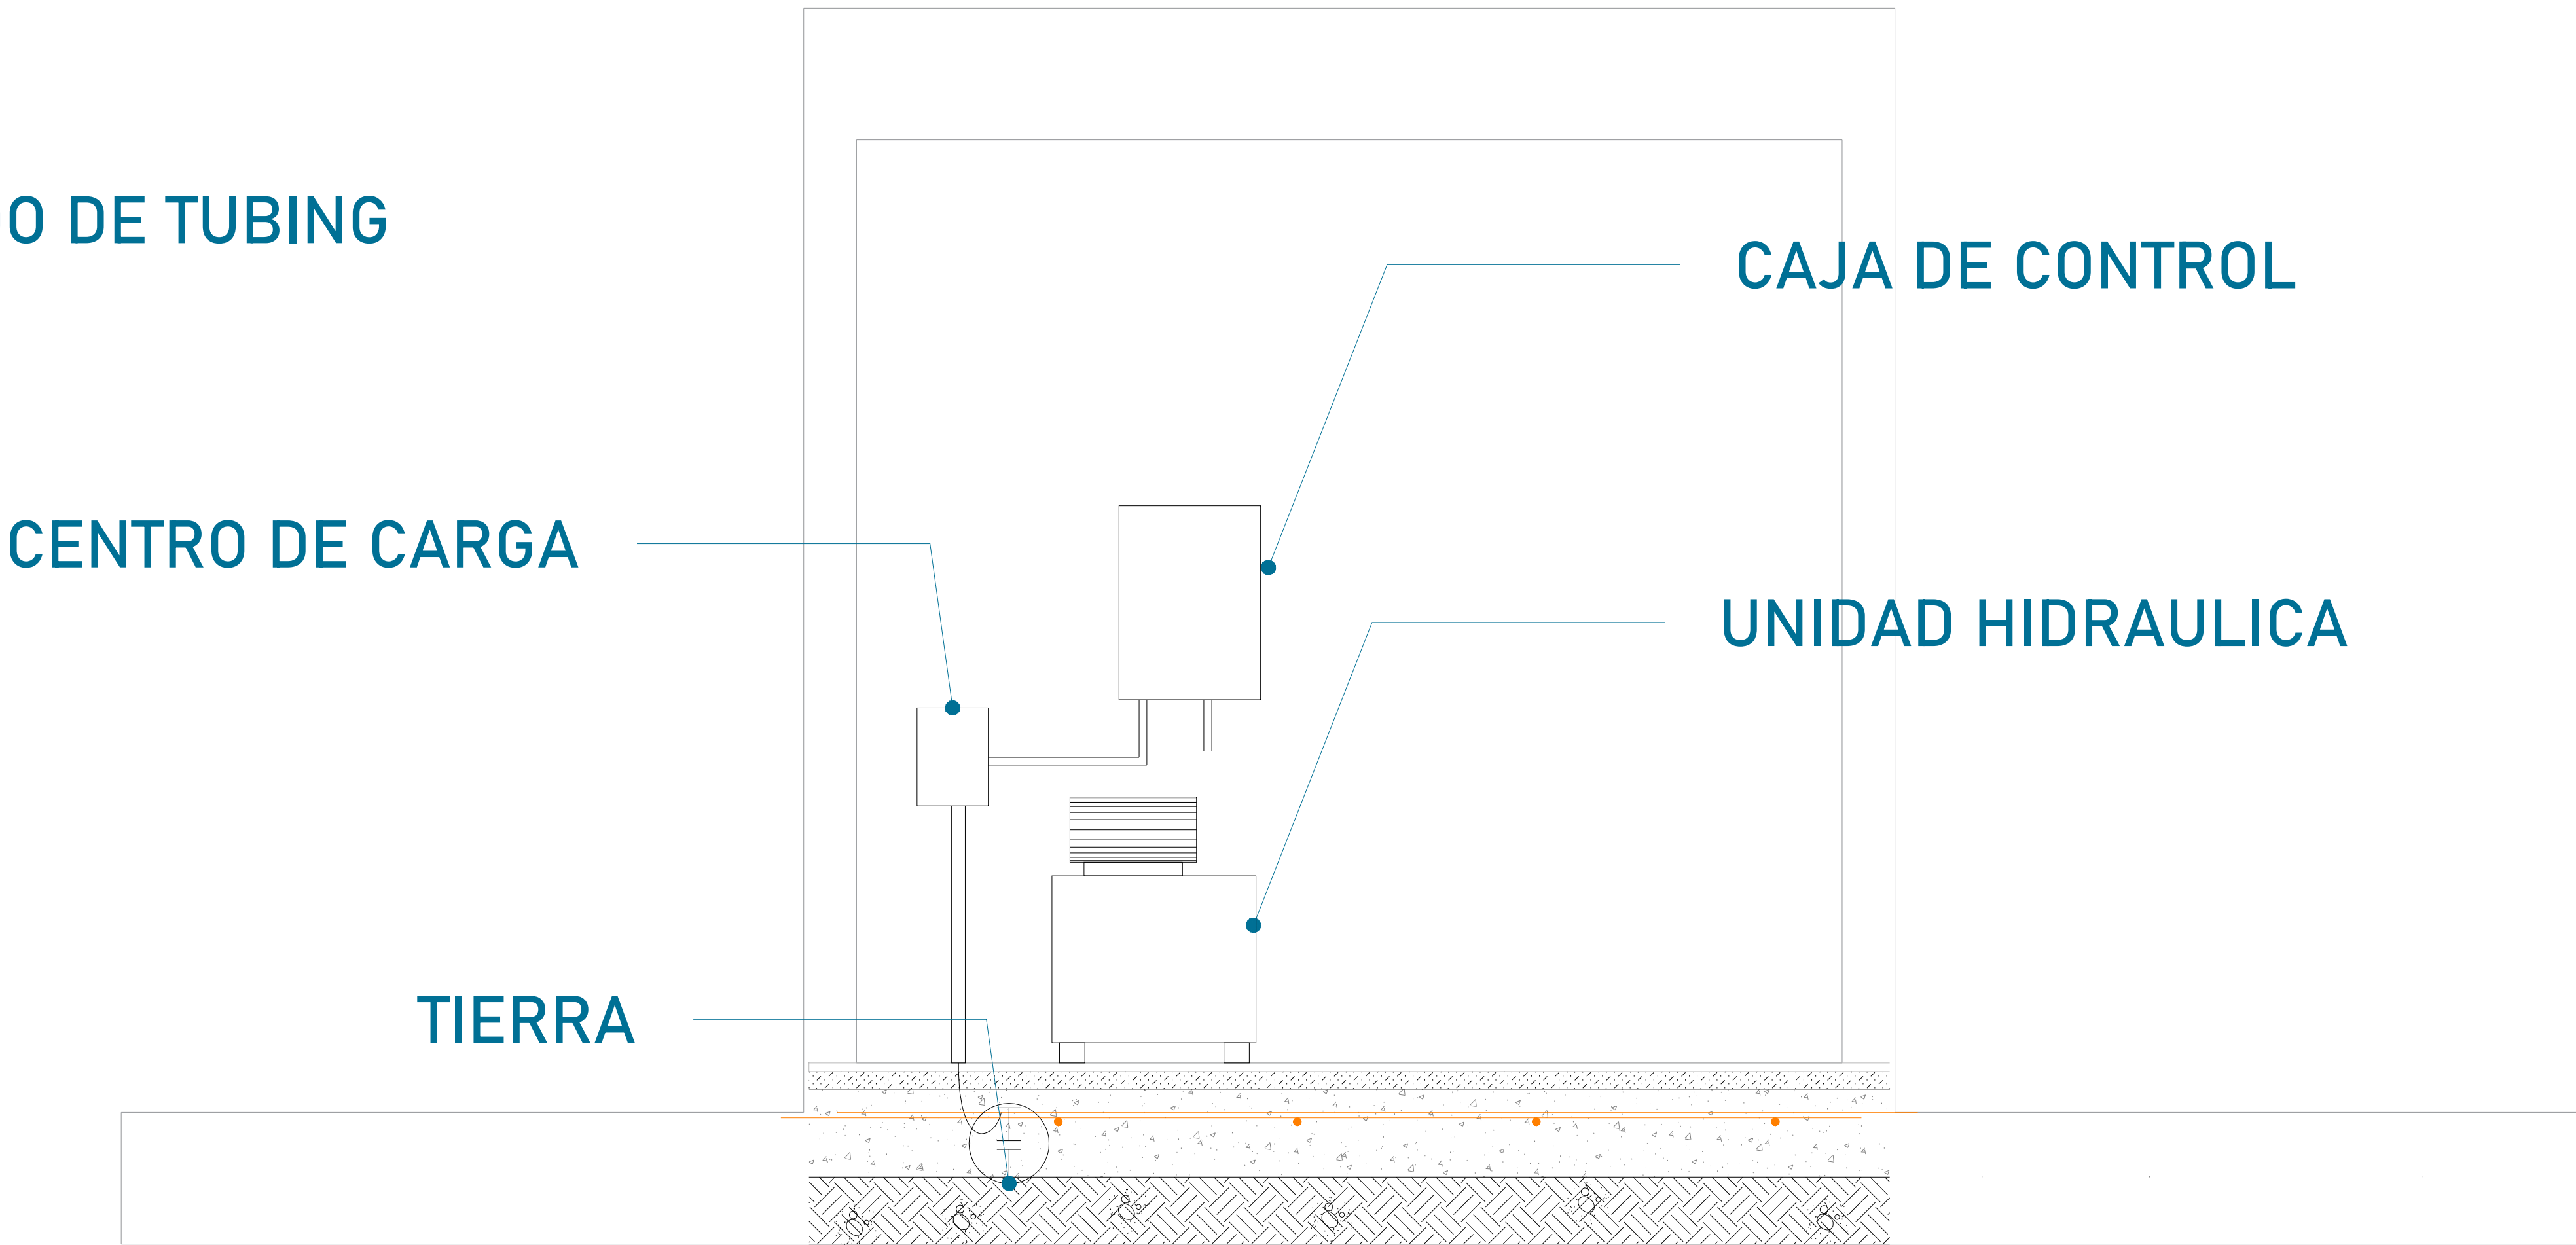 O DE TUBING
CAJA DE CONTROL
CENTRO DE CARGA
UNIDAD HIDRAULICA
TIERRA